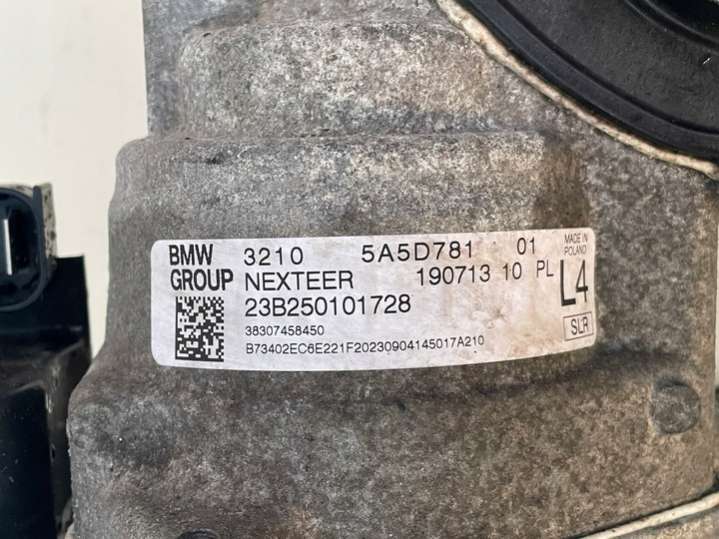 BMW GROUP
3210 5A5D781 01
NEXTEER 190713 10 PL
23B250101728
38307458450
B73402EC6E221F20230904145017A210
MADE IN POLAND
L4
SLR